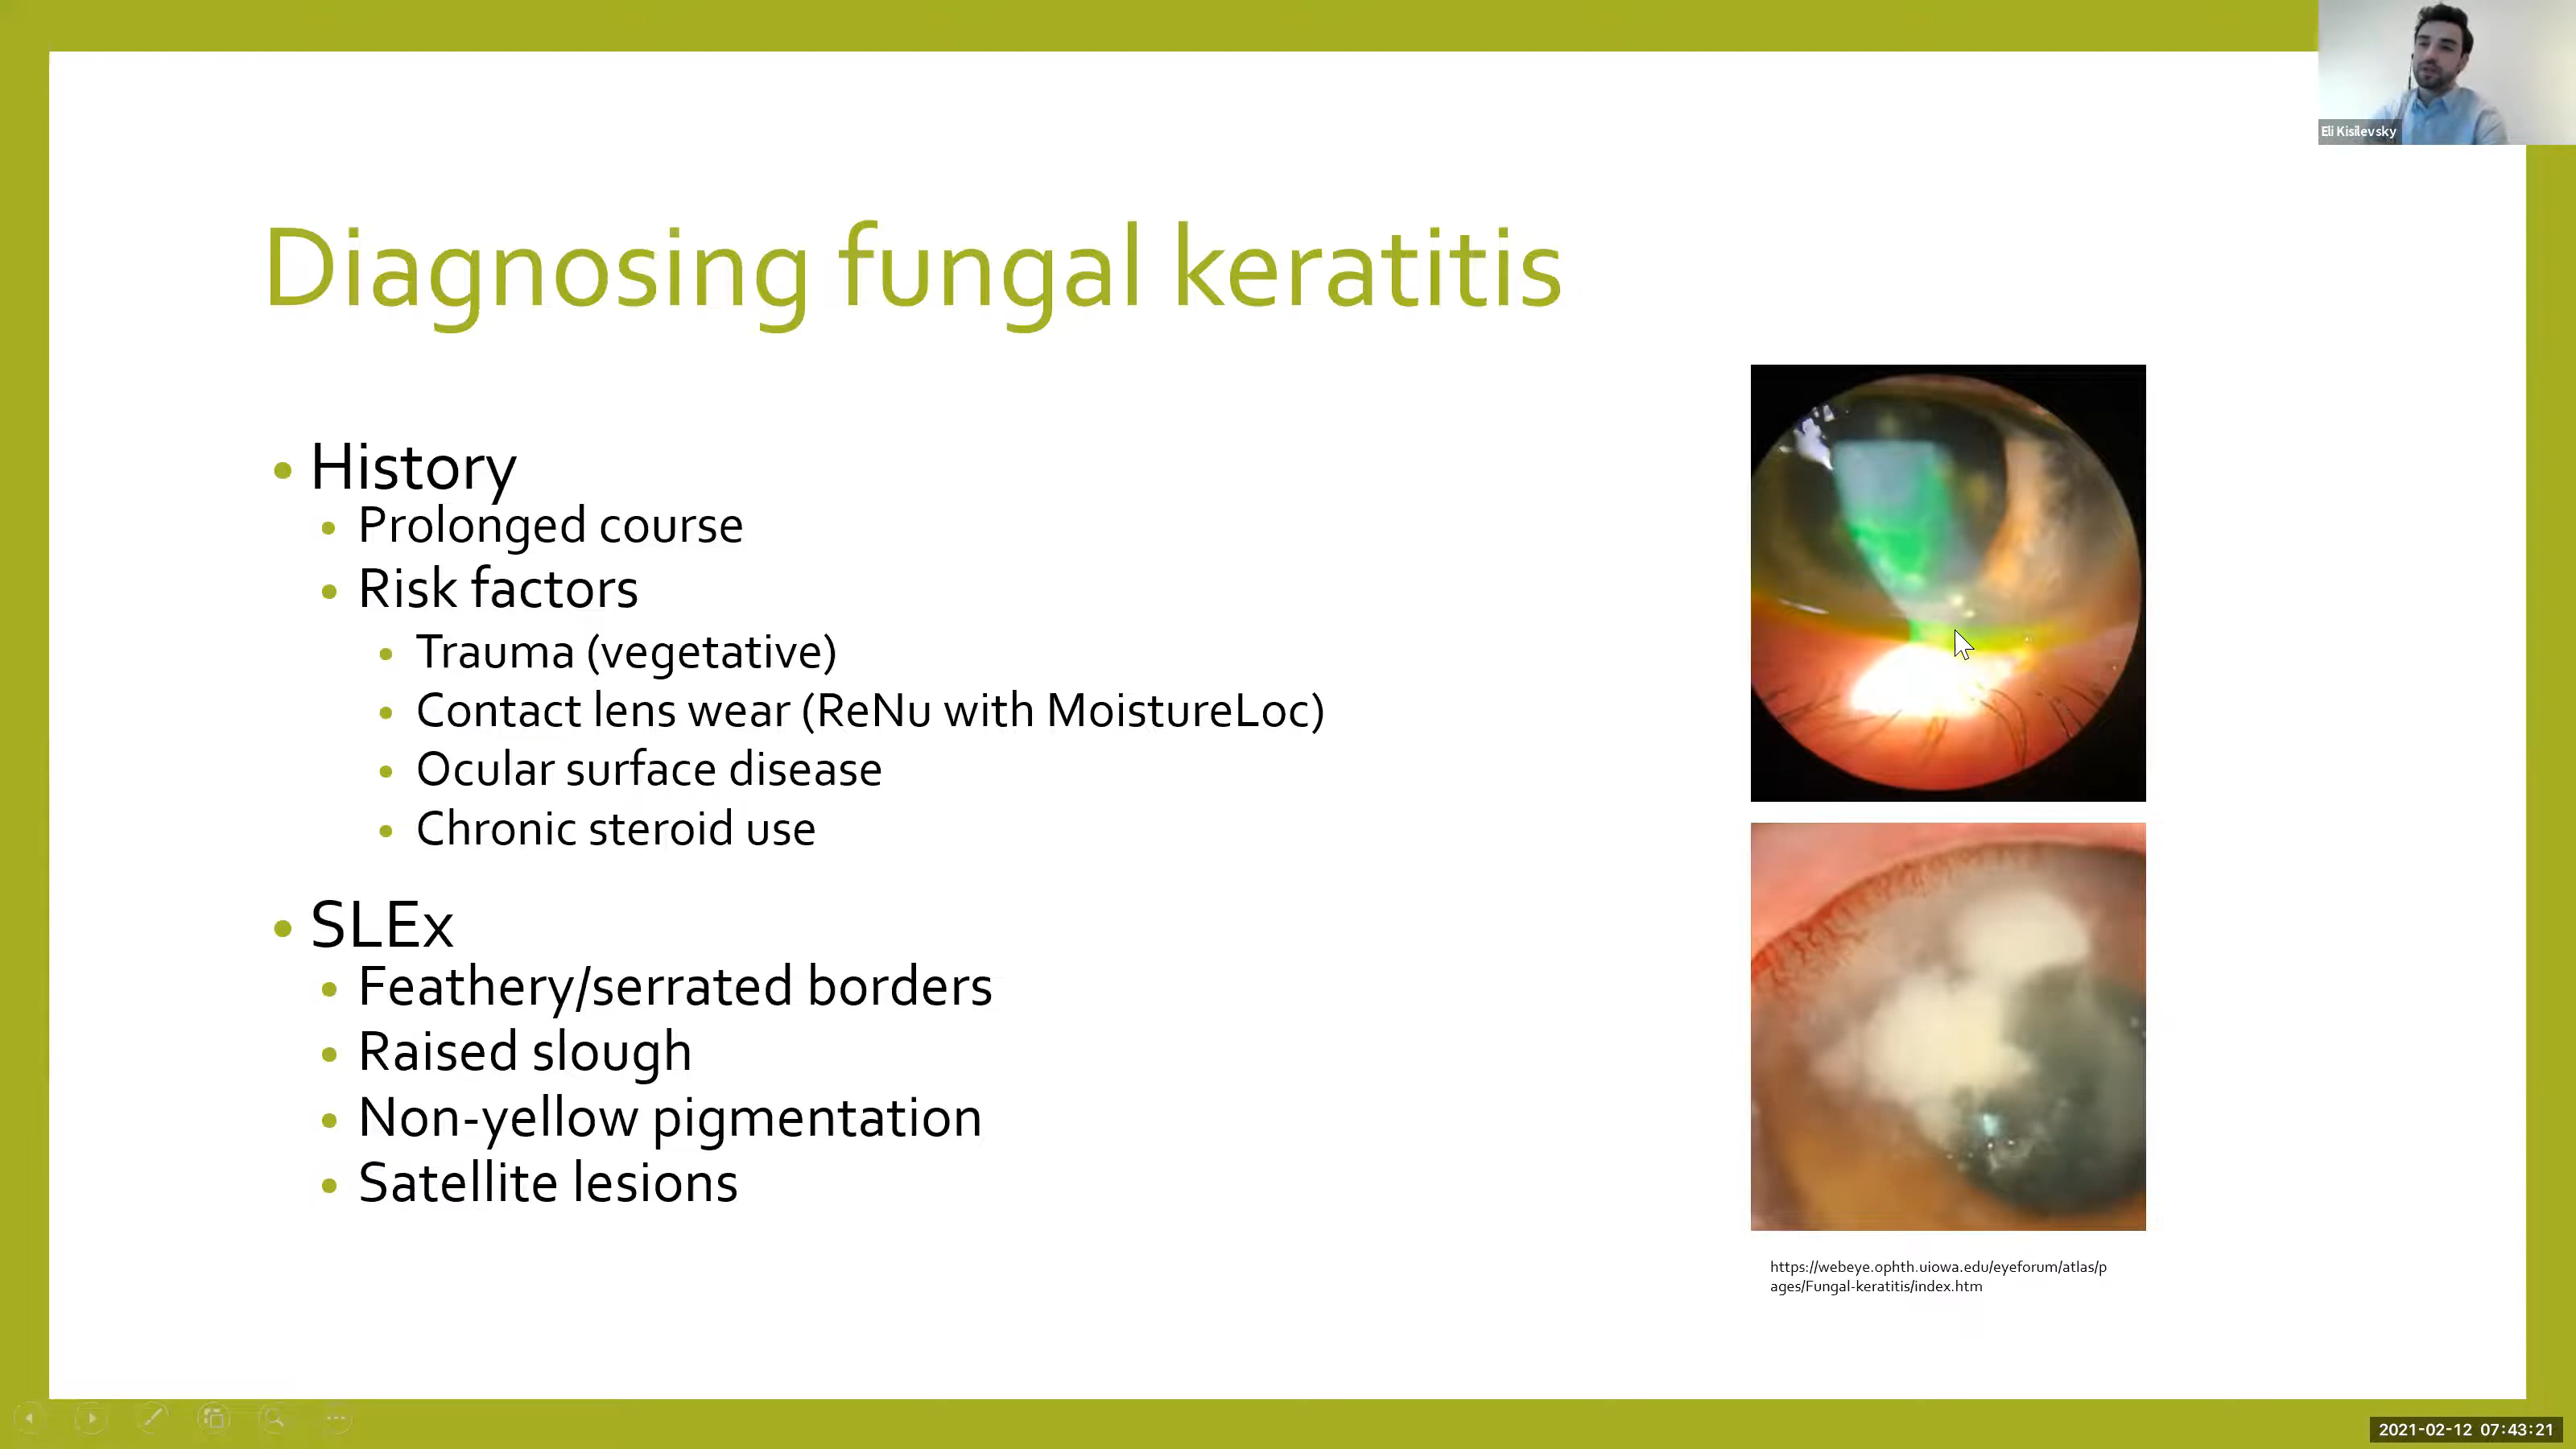 Eli Kisilevsky
Diagnosing fungal keratitis
• History
• Prolonged course
• Risk factors
• Trauma (vegetative)
• Contact lens wear (ReNu with MoistureLoc)
• Ocular surface disease
• Chronic steroid use
• SLEx
• Feathery/serrated borders
• Raised slough
• Non-yellow pigmentation
• Satellite lesions
https://webeye.ophth.uiowa.edu/eyeforum/atlas/p
ages/Fungal-keratitis/index.htm
2021-02-12 07:43:21